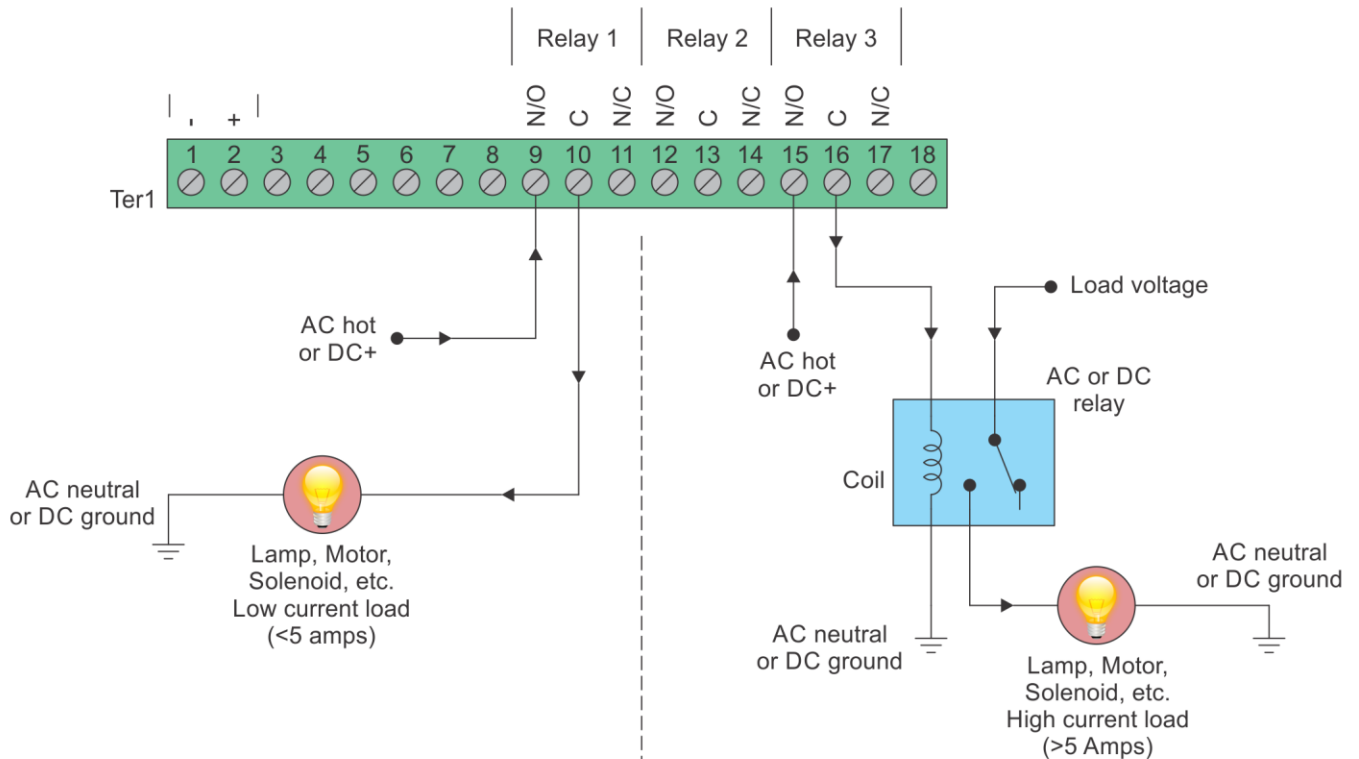 Relay 1 Relay 2 Relay 3
- + N/O C N/C N/O C N/C N/O C N/C
1 2 3 4 5 6 7 8 9 10 11 12 13 14 15 16 17 18
Ter1
AC hot
or DC+
AC neutral
or DC ground
Lamp, Motor,
Solenoid, etc.
Low current load
(<5 amps)
AC hot
or DC+
Load voltage
AC or DC
relay
Coil
AC neutral
or DC ground
AC neutral
or DC ground
Lamp, Motor,
Solenoid, etc.
High current load
(>5 Amps)